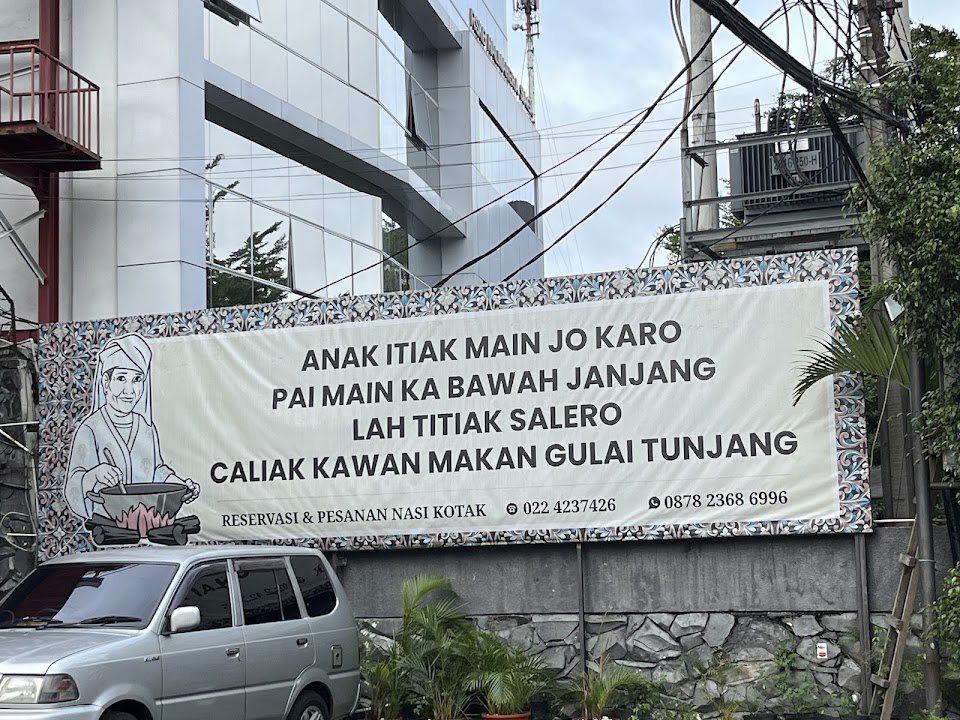 ANAK ITIAK MAIN JO KARO
PAI MAIN KA BAWAH JANJANG
LAH TITIAK SALERO
CALIAK KAWAN MAKAN GULAI TUNJANG
RESERVASI & PESANAN NASI KOTAK 022 4237426 0878 2368 6996